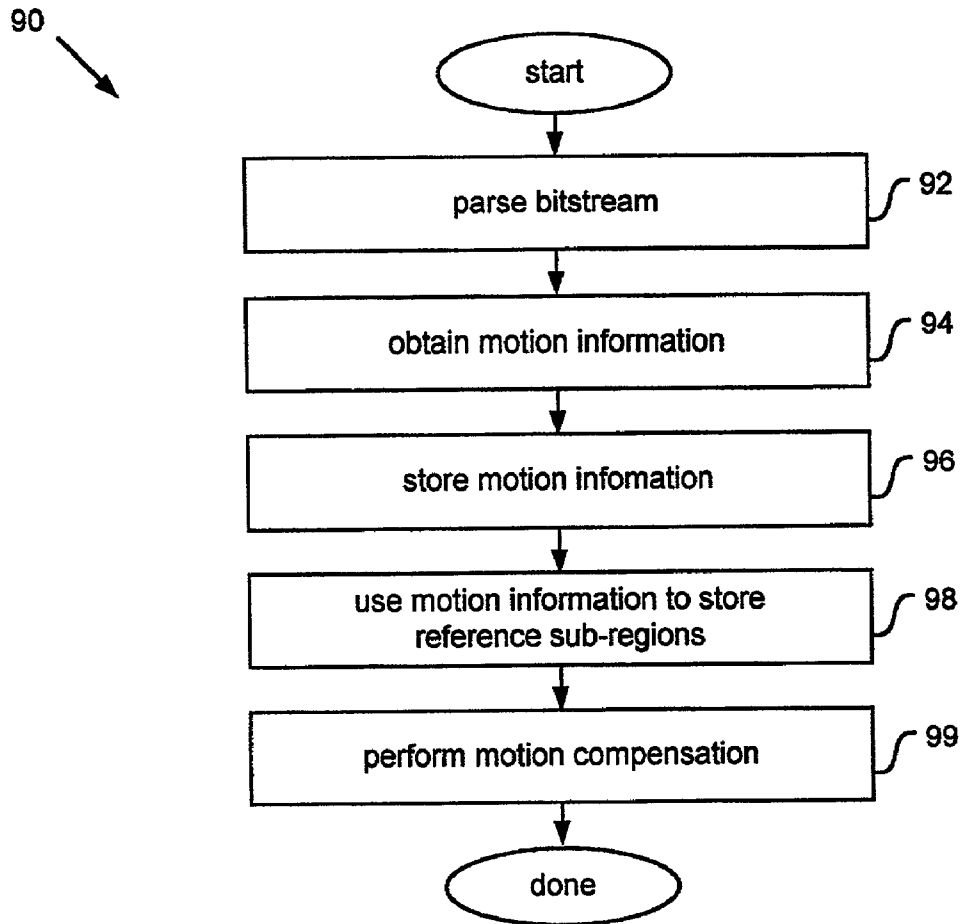 90
start
parse bitstream
92
obtain motion information
94
store motion infomation
96
use motion information to store
reference sub-regions
98
perform motion compensation
99
done